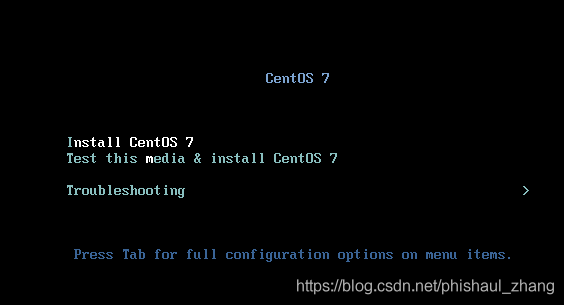 CentOS 7
Install CentOS 7
Test this media & install CentOS 7
Troubleshooting >
Press Tab for full configuration options on menu items.
https://blog.csdn.net/phishaul_zhang